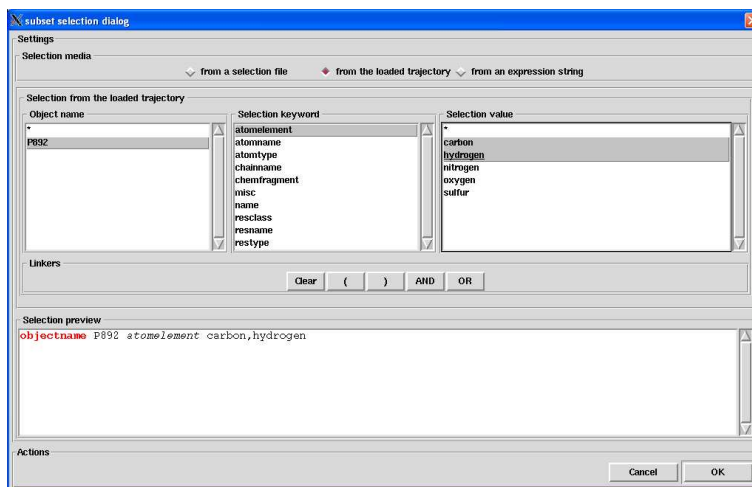 subset selection dialog
Settings
Selection media
from a selection file from the loaded trajectory from an expression string
Selection from the loaded trajectory
Object name
*
P892
Selection keyword
atomelement
atomname
atomtype
chainname
chemfragment
misc
name
resclass
resname
restype
Selection value
*
carbon
hydrogen
nitrogen
oxygen
sulfur
Linkers
Clear ( ) AND OR
Selection preview
objectname P892 atomelement carbon,hydrogen
Actions
Cancel OK